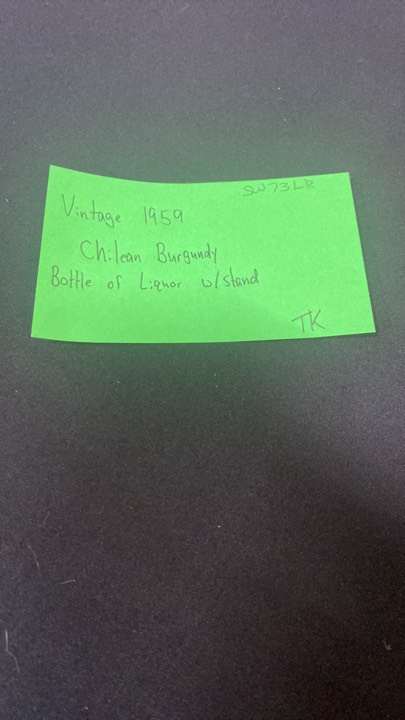 SW73LR
Vintage 1959
Chilean Burgundy
Bottle of Liquor w/stand
TK